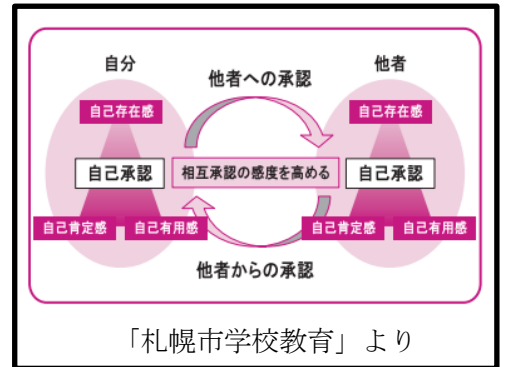 自分
他者
他者への承認
自己存在感
自己存在感
自己承認
相互承認の感度を高める
自己承認
自己肯定感
自己有用感
自己肯定感
自己有用感
他者からの承認
「札幌市学校教育」より